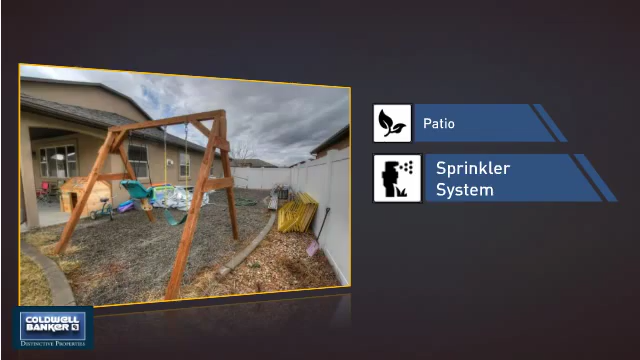 Patio
Sprinkler
System
COLDWELL
BANKER
DISTINCTIVE PROPERTIES